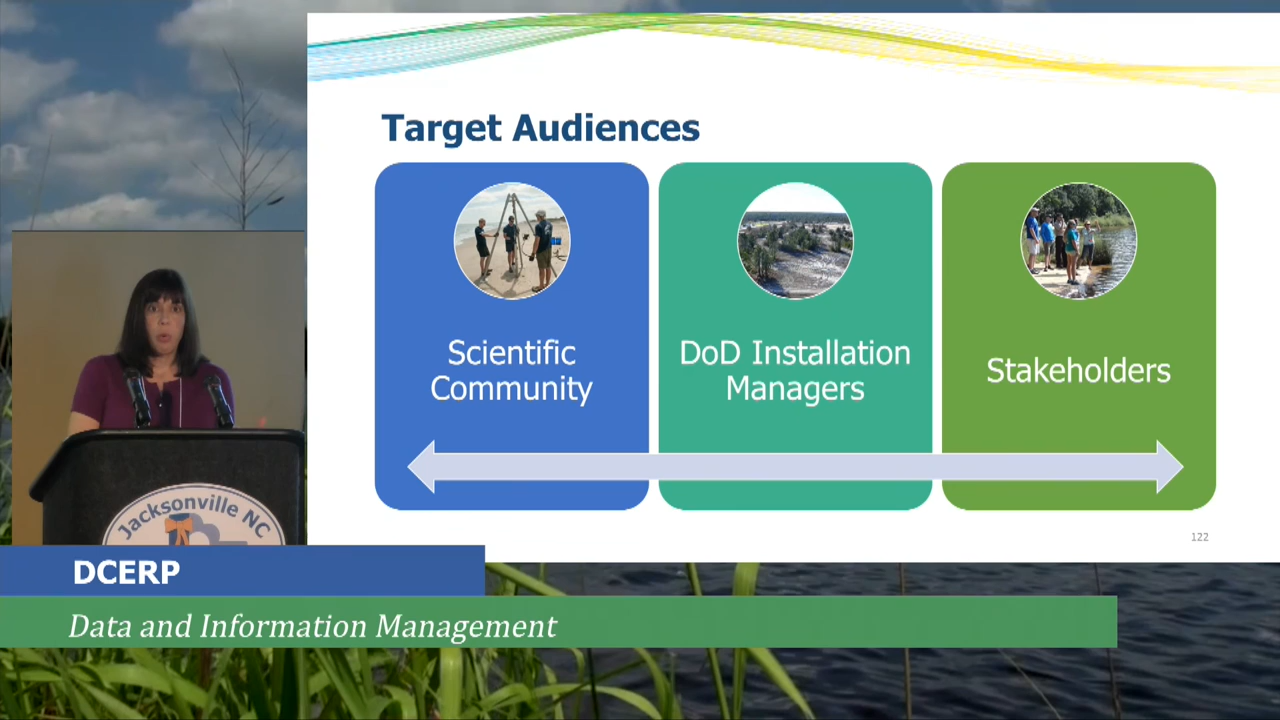 Target Audiences
Scientific
Community
DoD Installation
Managers
Stakeholders
122
Jacksonville NC
DCERP
Data and Information Management